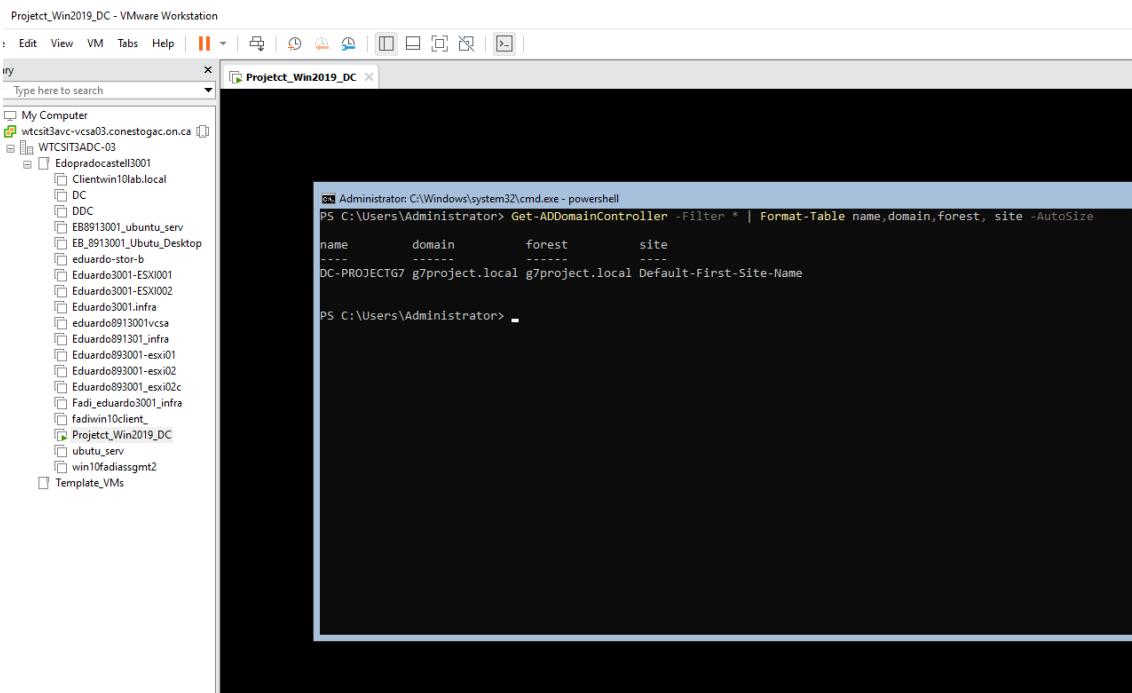 Projetct_Win2019_DC - VMware Workstation
Edit View VM Tabs Help
Type here to search
Projetct_Win2019_DC
My Computer
wtcsit3avc-vcsa03.conestogac.on.ca
WTCSIT3ADC-03
Edopradocastell3001
Clientwin10lab.local
DC
DDC
EB8913001_ubuntu_serv
EB_8913001_Ubutu_Desktop
eduardo-stor-b
Eduardo3001-ESXI001
Eduardo3001-ESXI002
Eduardo3001.infra
eduardo8913001vcsa
Eduardo891301_infra
Eduardo893001-esxi01
Eduardo893001-esxi02
Eduardo893001_esxi02c
Fadi_eduardo3001_infra
fadiwin10client_
Projetct_Win2019_DC
ubutu_serv
win10fadiassgmt2
Template_VMs
Administrator: C:\Windows\system32\cmd.exe - powershell
PS C:\Users\Administrator> Get-ADDomainController -Filter * | Format-Table name,domain,forest, site -AutoSize
name domain forest site
---- ------ ------ ----
DC-PROJECTG7 g7project.local g7project.local Default-First-Site-Name
PS C:\Users\Administrator>